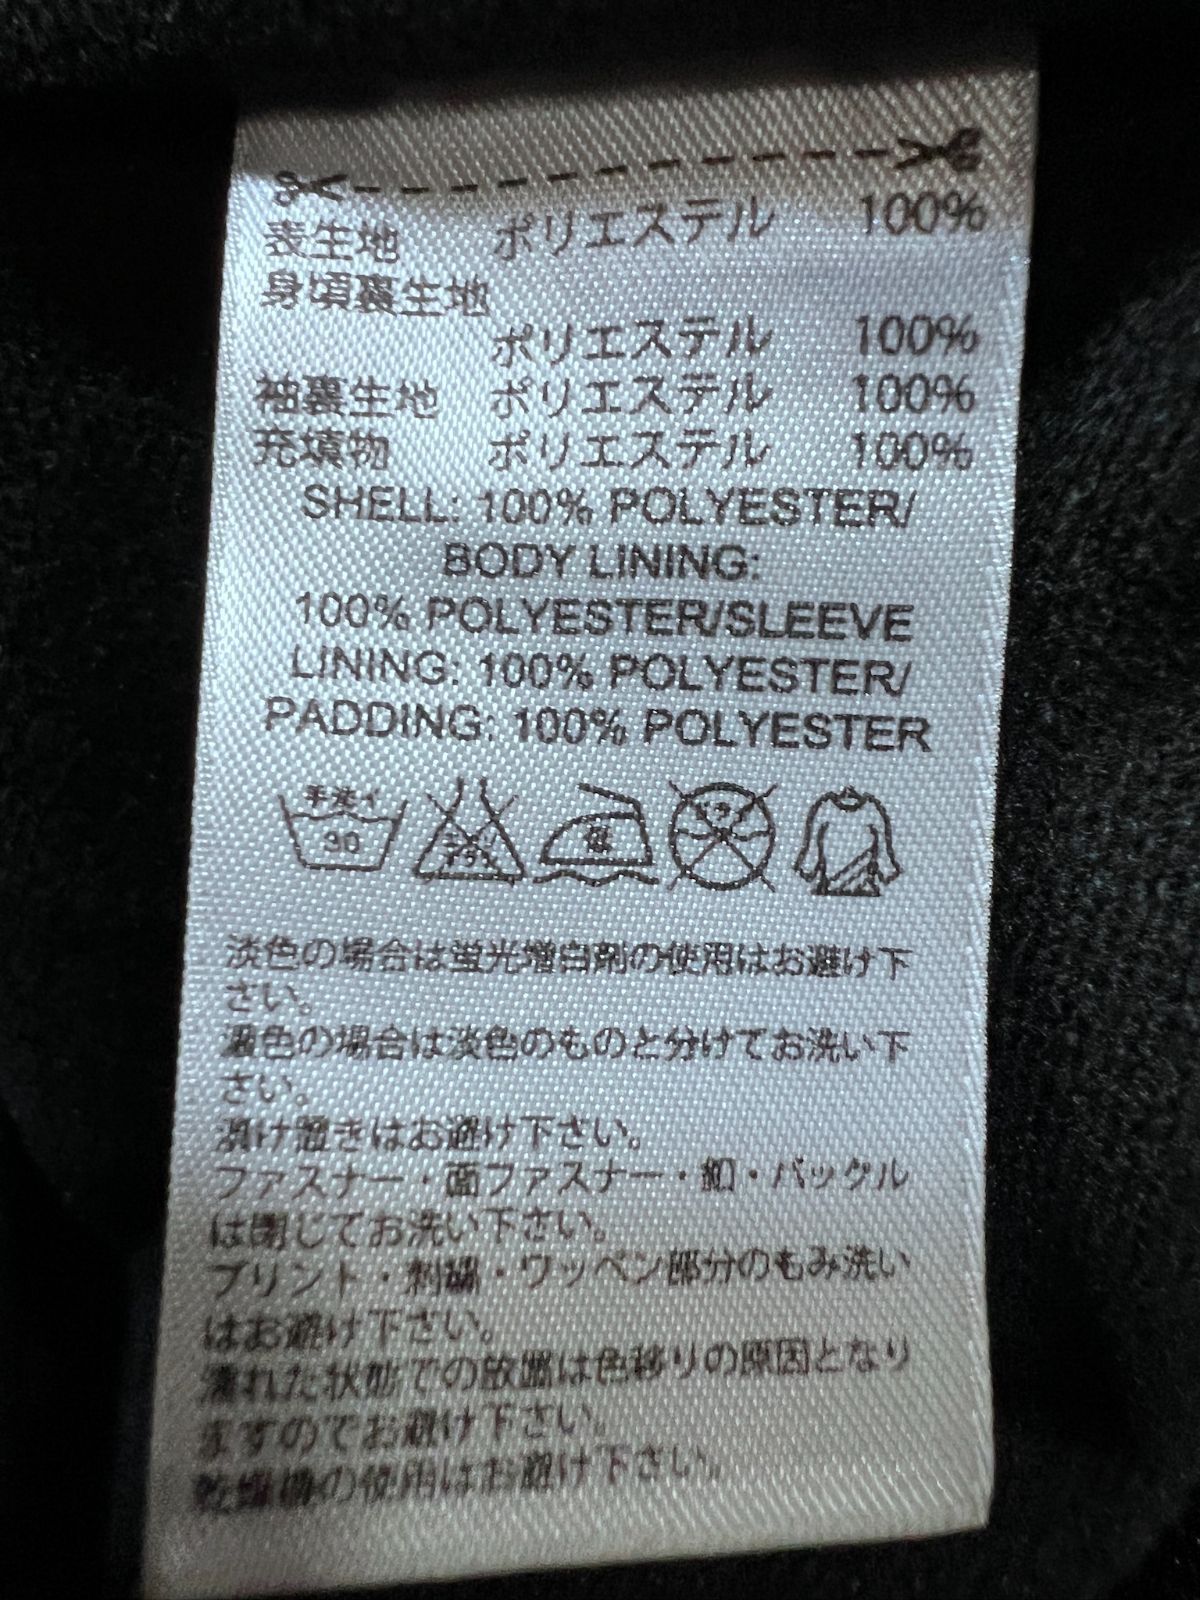 表生地 ポリエステル 100%
身頃裏生地
ポリエステル 100%
袖裏生地 ポリエステル 100%
充填物 ポリエステル 100%
SHELL: 100% POLYESTER/
BODY LINING:
100% POLYESTER/SLEEVE
LINING: 100% POLYESTER/
PADDING: 100% POLYESTER
手洗イ
30
エンソ
サラシ
低
ドライ
淡色の場合は蛍光増白剤の使用はお避け下
さい。
濃色の場合は淡色のものと分けてお洗い下
さい。
漬け置きはお避け下さい。
ファスナー・面ファスナー・釦・バックル
は閉じてお洗い下さい。
プリント・刺繍・ワッペン部分のもみ洗い
はお避け下さい。
濡れた状態での放置は色移りの原因となり
ますのでお避け下さい。
乾燥機の使用はお避け下さい。